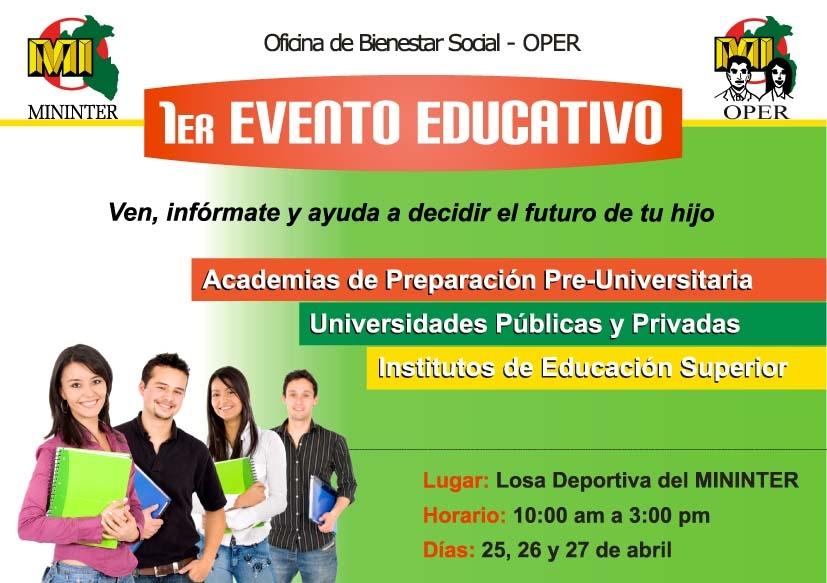 MI
MININTER
Oficina de Bienestar Social - OPER
MI
OPER
1ER EVENTO EDUCATIVO
Ven, infórmate y ayuda a decidir el futuro de tu hijo
Academias de Preparación Pre-Universitaria
Universidades Públicas y Privadas
Institutos de Educación Superior
Lugar: Losa Deportiva del MININTER
Horario: 10:00 am a 3:00 pm
Días: 25, 26 y 27 de abril